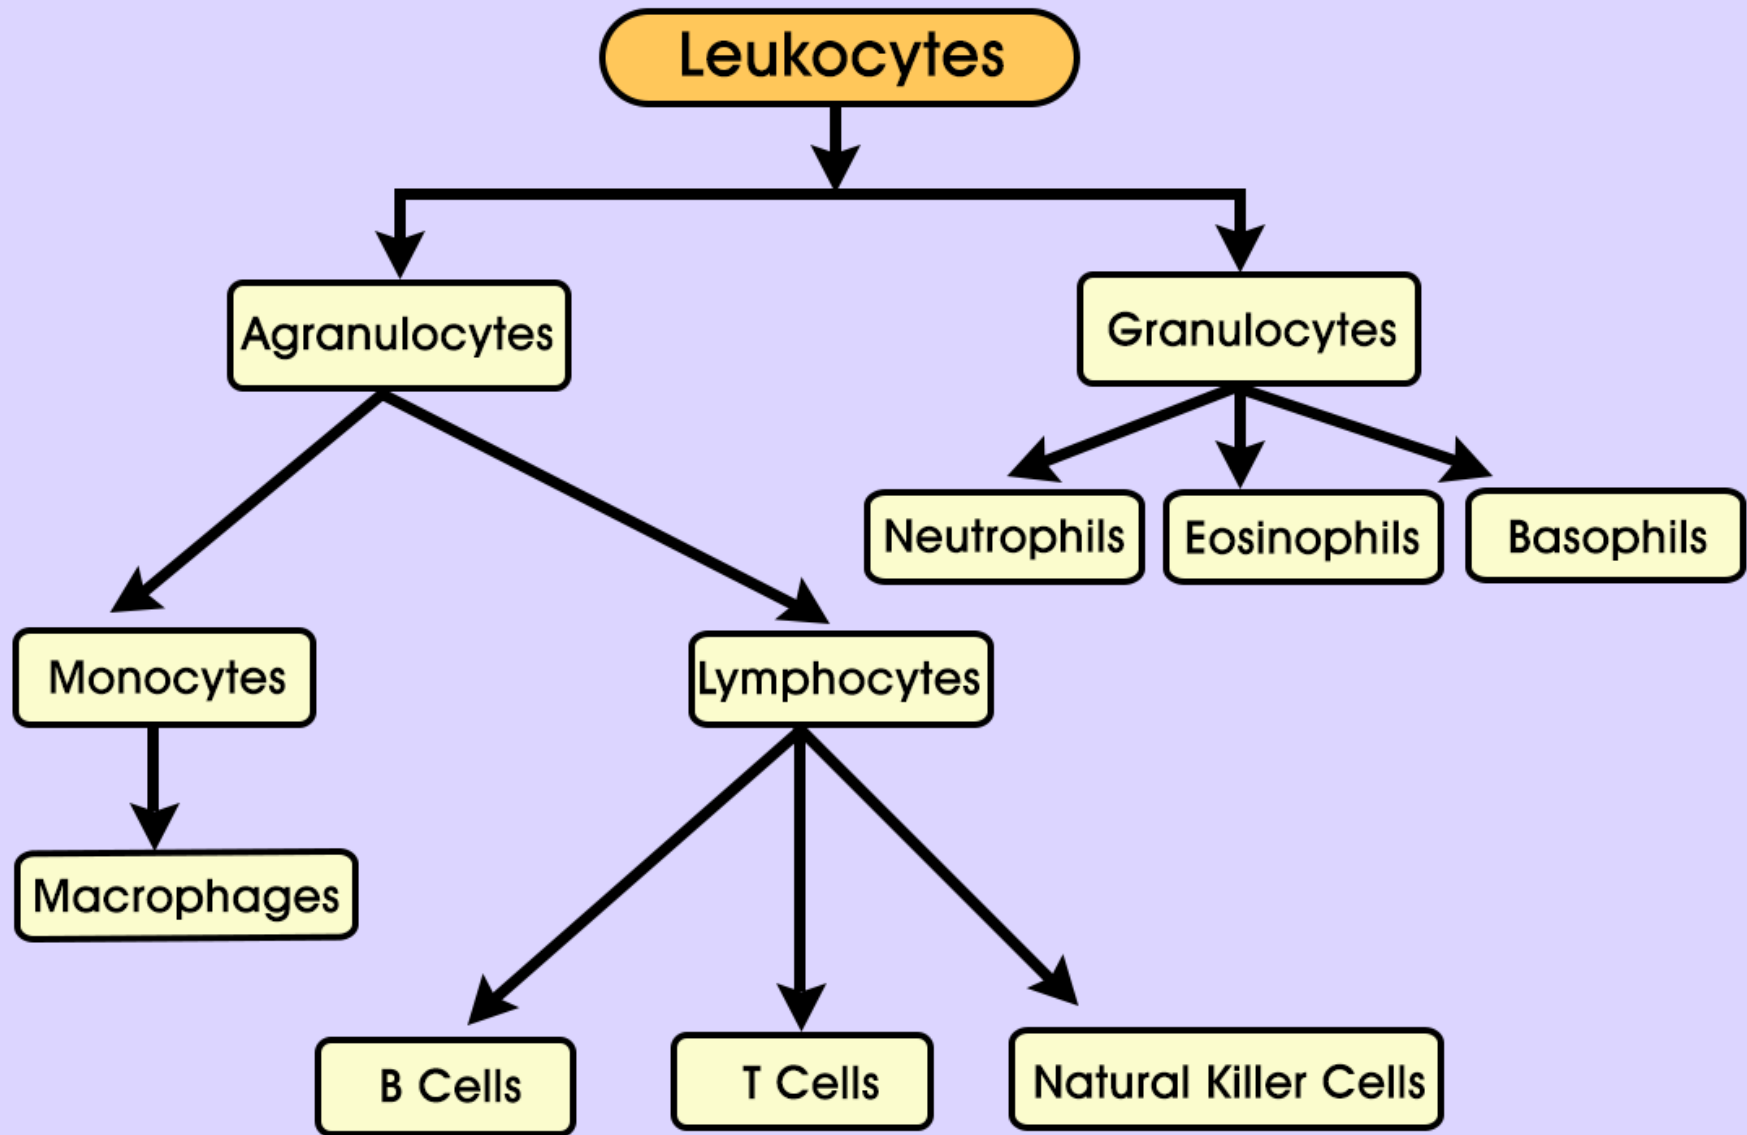 Leukocytes
Agranulocytes
Granulocytes
Neutrophils
Eosinophils
Basophils
Monocytes
Lymphocytes
Macrophages
B Cells
T Cells
Natural Killer Cells